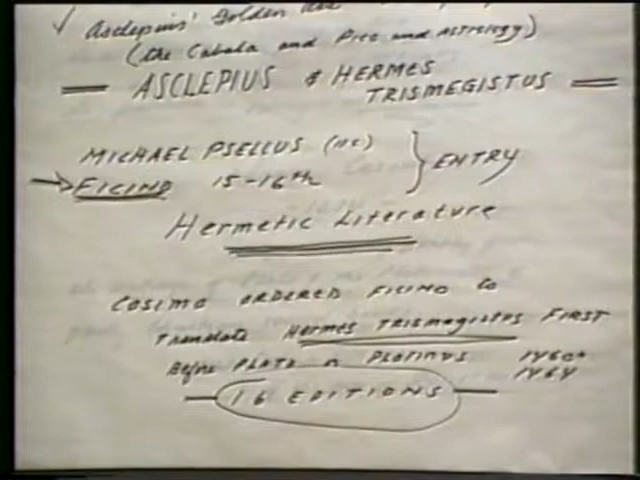 ✓ Asclepius' Golden
(the Cabala and Pico and Astrology)
ASCLEPIUS & HERMES
TRISMEGISTUS
MICHAEL PSELLUS (11C)
→ FICINO 15-16th } ENTRY
Hermetic Literature
COSIMO ORDERED FICINO to
Translate Hermes Trismegistus FIRST
Before PLATO n PLOTINUS 1460+
1464
— 16 EDITIONS —